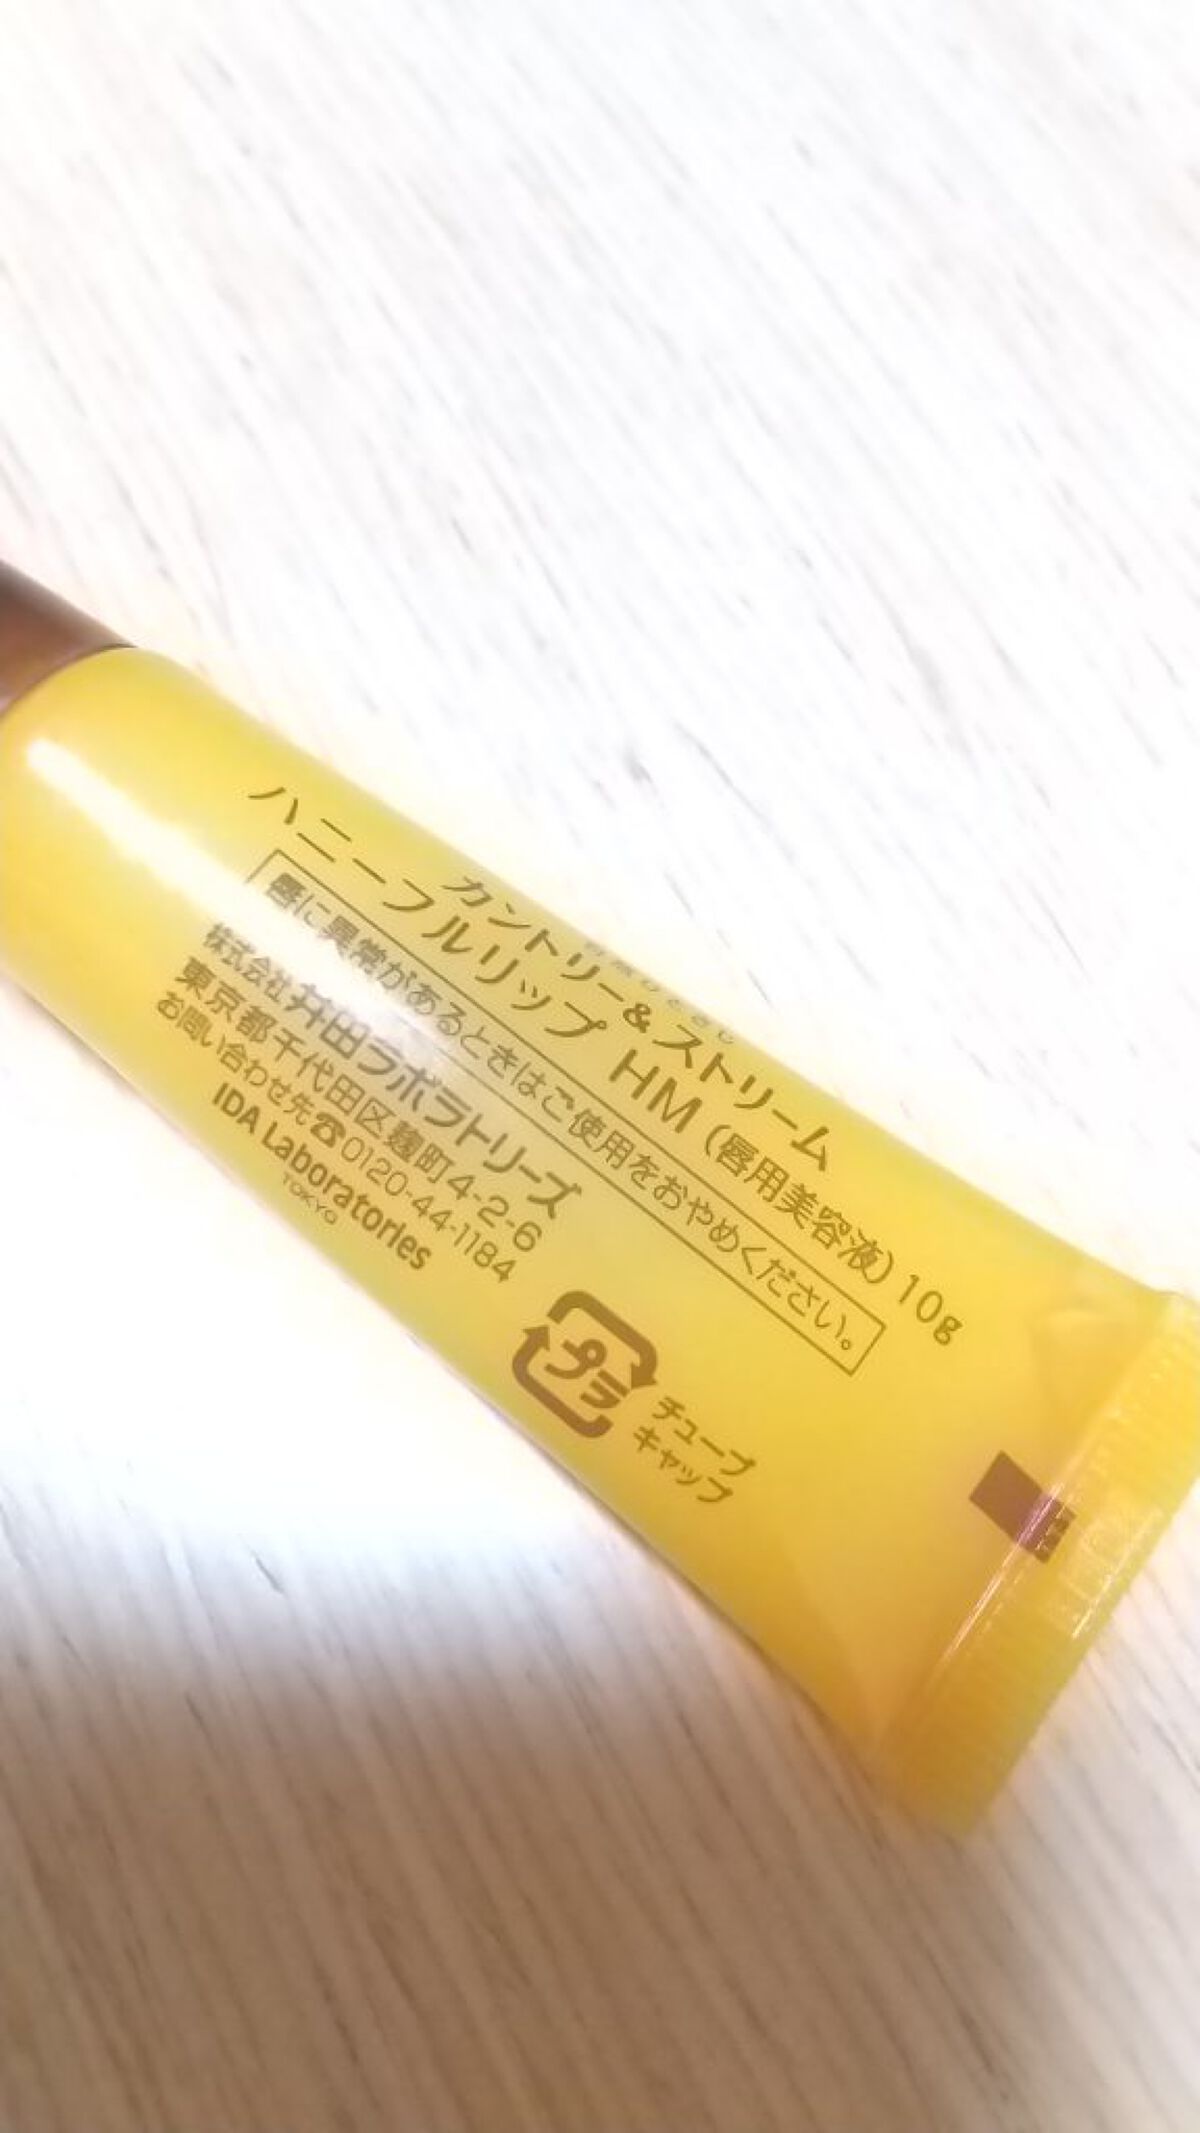 カントリー&ストリーム
ハニーフルリップ HM (唇用美容液) 10g
唇に異常があるときはご使用をおやめください。
株式会社井田ラボラトリーズ
東京都千代田区麹町4-2-6
お問い合わせ先☎0120-44-1184
IDA Laboratories
TOKYO
プラ
チューブ
キャップ